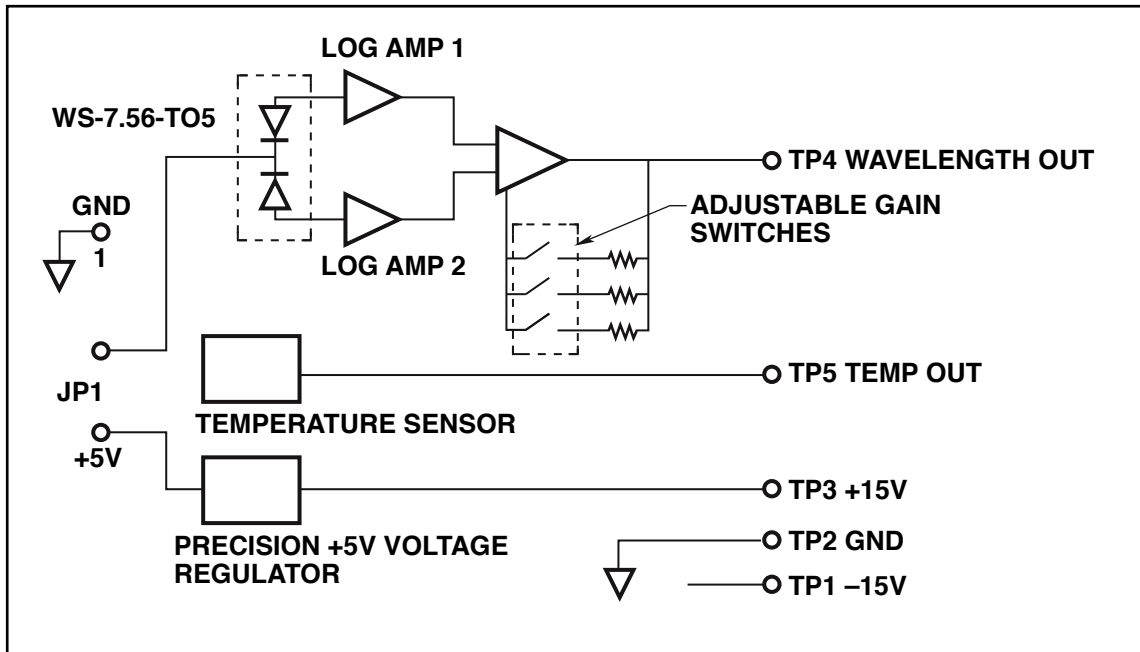 LOG AMP 1
WS-7.56-TO5
TP4 WAVELENGTH OUT
GND
1
ADJUSTABLE GAIN
SWITCHES
LOG AMP 2
JP1
TP5 TEMP OUT
TEMPERATURE SENSOR
+5V
TP3 +15V
PRECISION +5V VOLTAGE
REGULATOR
TP2 GND
TP1 –15V